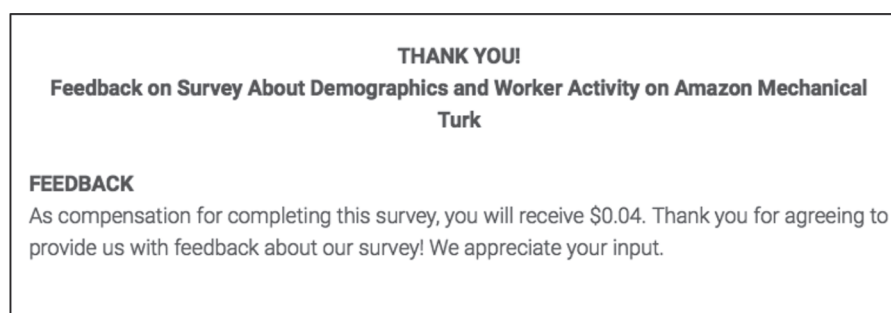 THANK YOU!
Feedback on Survey About Demographics and Worker Activity on Amazon Mechanical
Turk
FEEDBACK
As compensation for completing this survey, you will receive $0.04. Thank you for agreeing to
provide us with feedback about our survey! We appreciate your input.